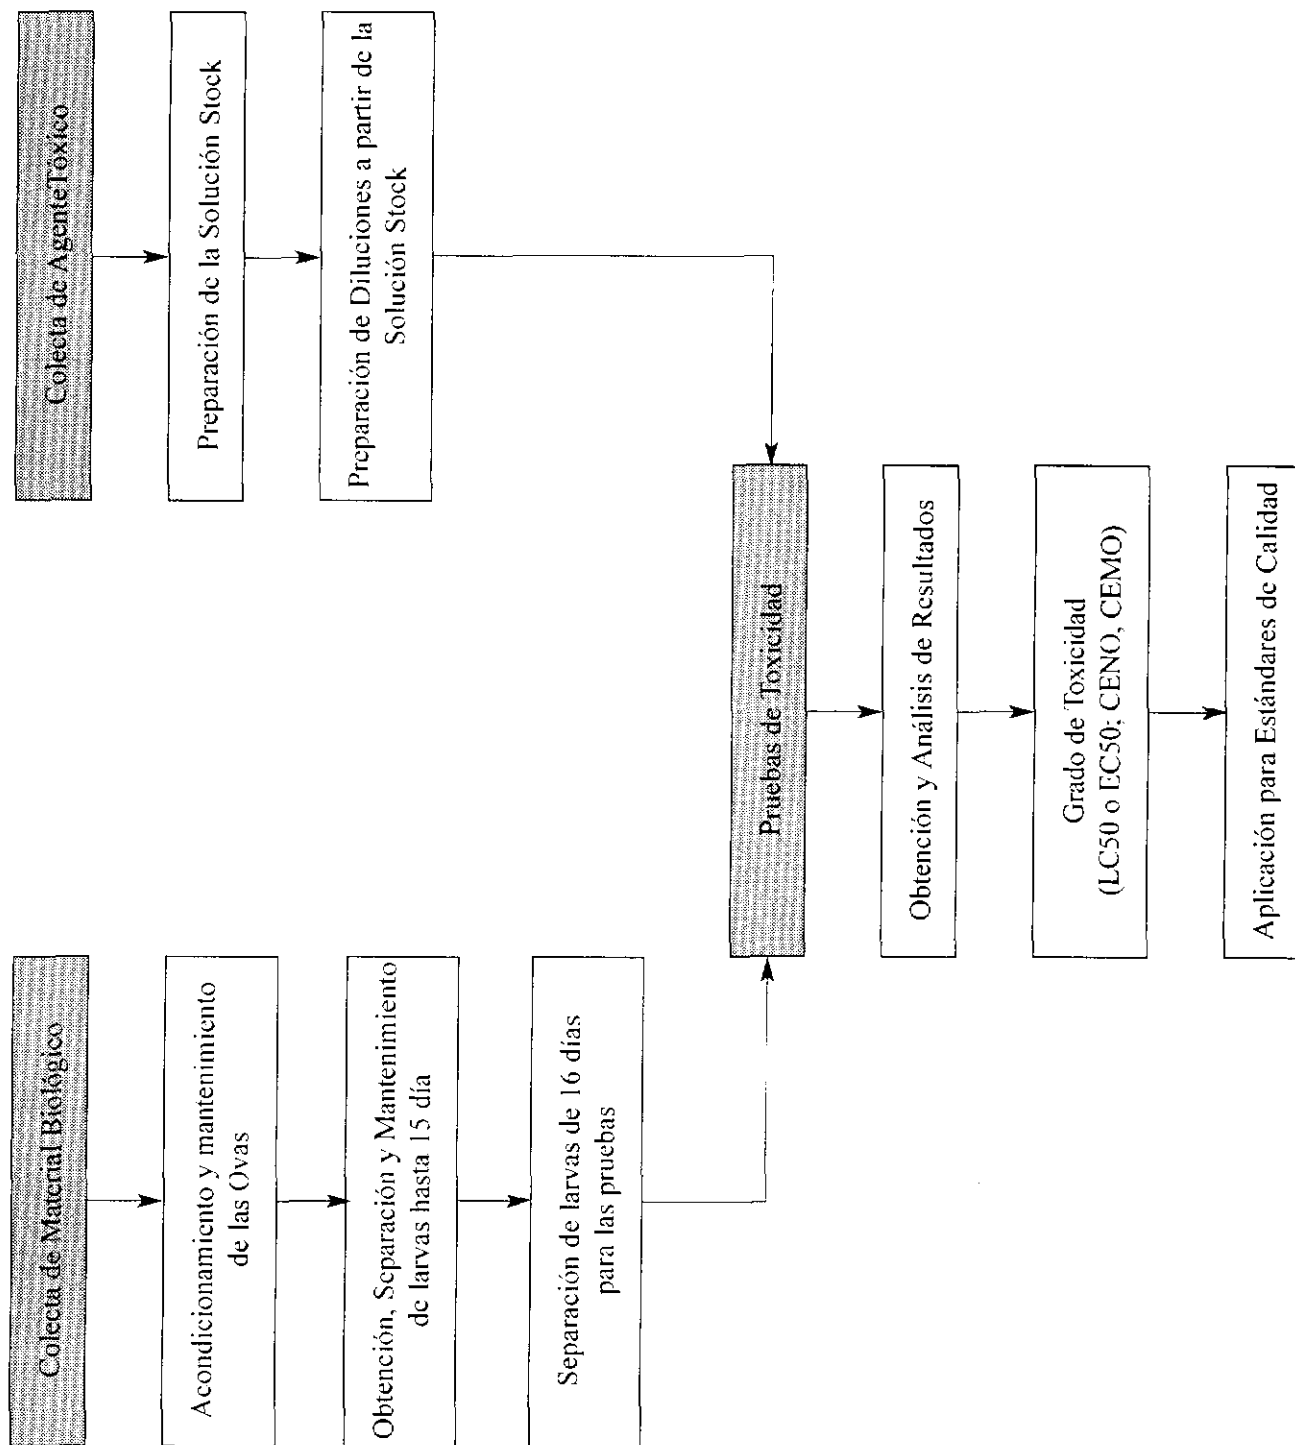 Colecta de Material Biológico
Acondicionamiento y mantenimiento
de las Ovas
Obtención, Separación y Mantenimiento
de larvas hasta 15 día
Separación de larvas de 16 días
para las pruebas
Colecta de AgenteTóxico
Preparación de la Solución Stock
Preparación de Diluciones a partir de la
Solución Stock
Pruebas de Toxicidad
Obtención y Análisis de Resultados
Grado de Toxicidad
(LC50 o EC50; CENO, CEMO)
Aplicación para Estándares de Calidad